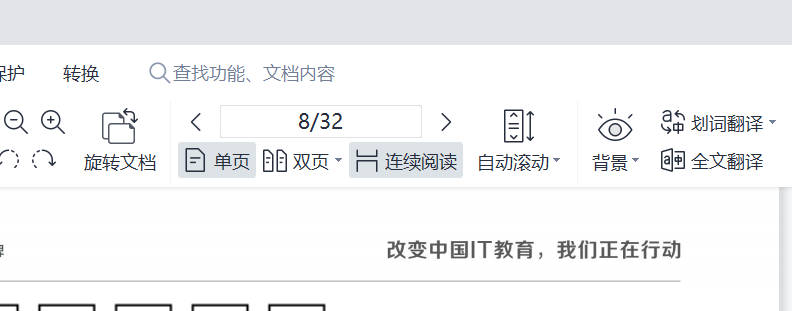 保护 转换 查找功能、文档内容
8/32
旋转文档 单页 双页 连续阅读 自动滚动 背景 划词翻译
全文翻译
改变中国IT教育，我们正在行动